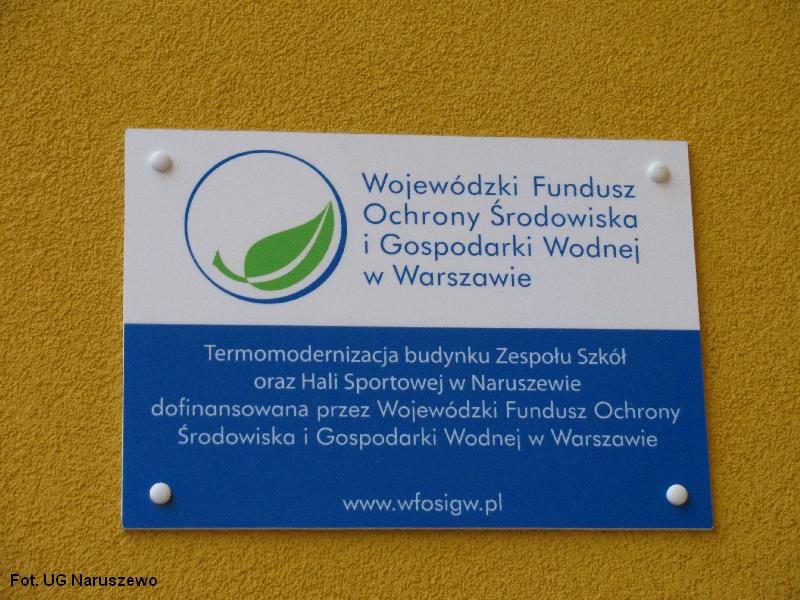 Wojewódzki Fundusz
Ochrony Środowiska
i Gospodarki Wodnej
w Warszawie
Termomodernizacja budynku Zespołu Szkół
oraz Hali Sportowej w Naruszewie
dofinansowana przez Wojewódzki Fundusz Ochrony
Środowiska i Gospodarki Wodnej w Warszawie
www.wfosigw.pl
Fot. UG Naruszewo